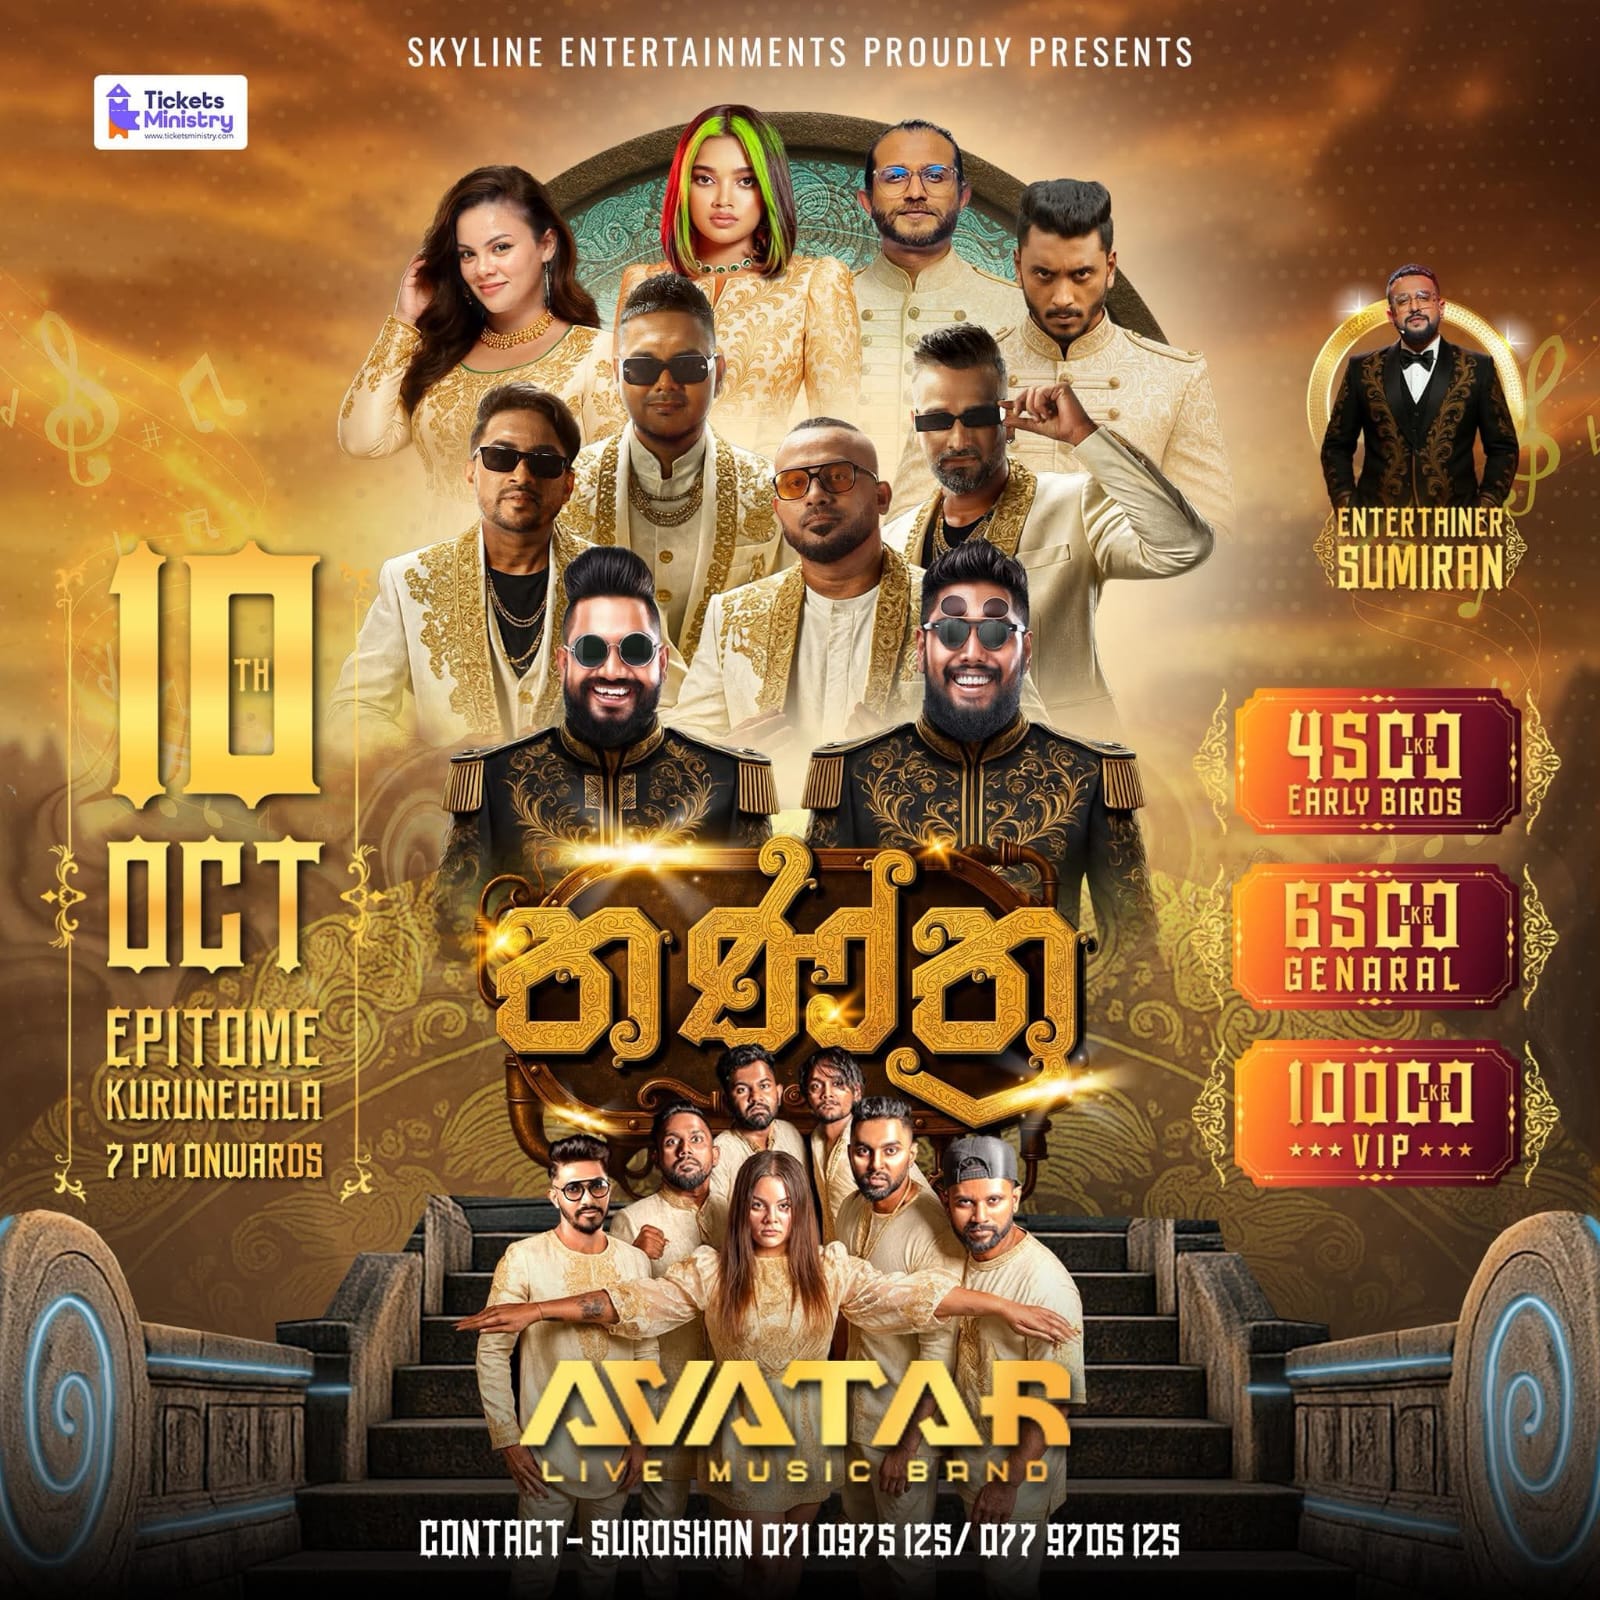 SKYLINE ENTERTAINMENTS PROUDLY PRESENTS
Tickets
Ministry
www.ticketsministry.com
ENTERTAINER
SUMIRAN
10TH
OCT
EPITOME
KURUNEGALA
7 PM ONWARDS
4500 LKR
EARLY BIRDS
6500 LKR
GENARAL
10000 LKR
VIP
AVATAR
LIVE MUSIC BAND
CONTACT- SUROSHAN 071 0975 125/ 077 9705 125